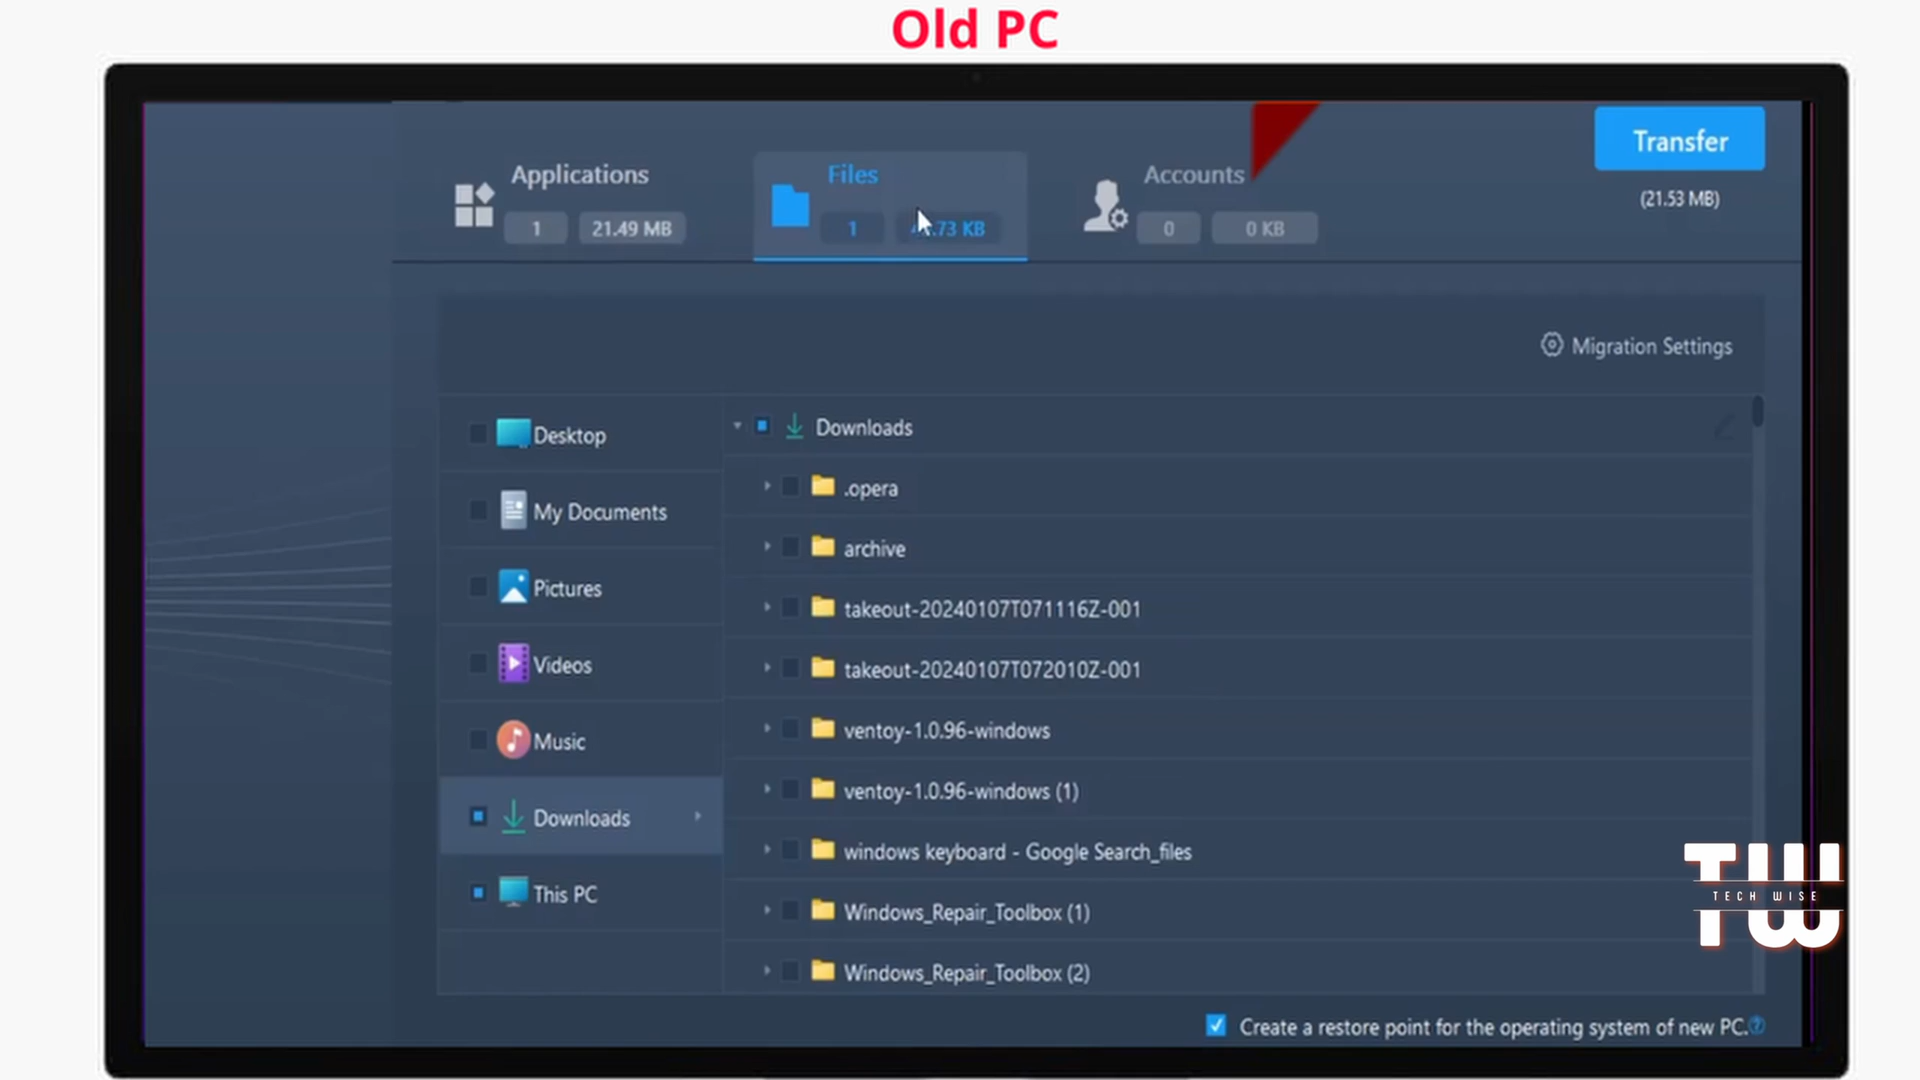 Old PC
Applications
1
21.49 MB
Files
1
.73 KB
Accounts
0
0 KB
Transfer
(21.53 MB)
Migration Settings
Desktop
My Documents
Pictures
Videos
Music
Downloads
This PC
Downloads
.opera
archive
takeout-20240107T071116Z-001
takeout-20240107T072010Z-001
ventoy-1.0.96-windows
ventoy-1.0.96-windows (1)
windows keyboard - Google Search_files
Windows_Repair_Toolbox (1)
Windows_Repair_Toolbox (2)
TW
TECH WISE
Create a restore point for the operating system of new PC.